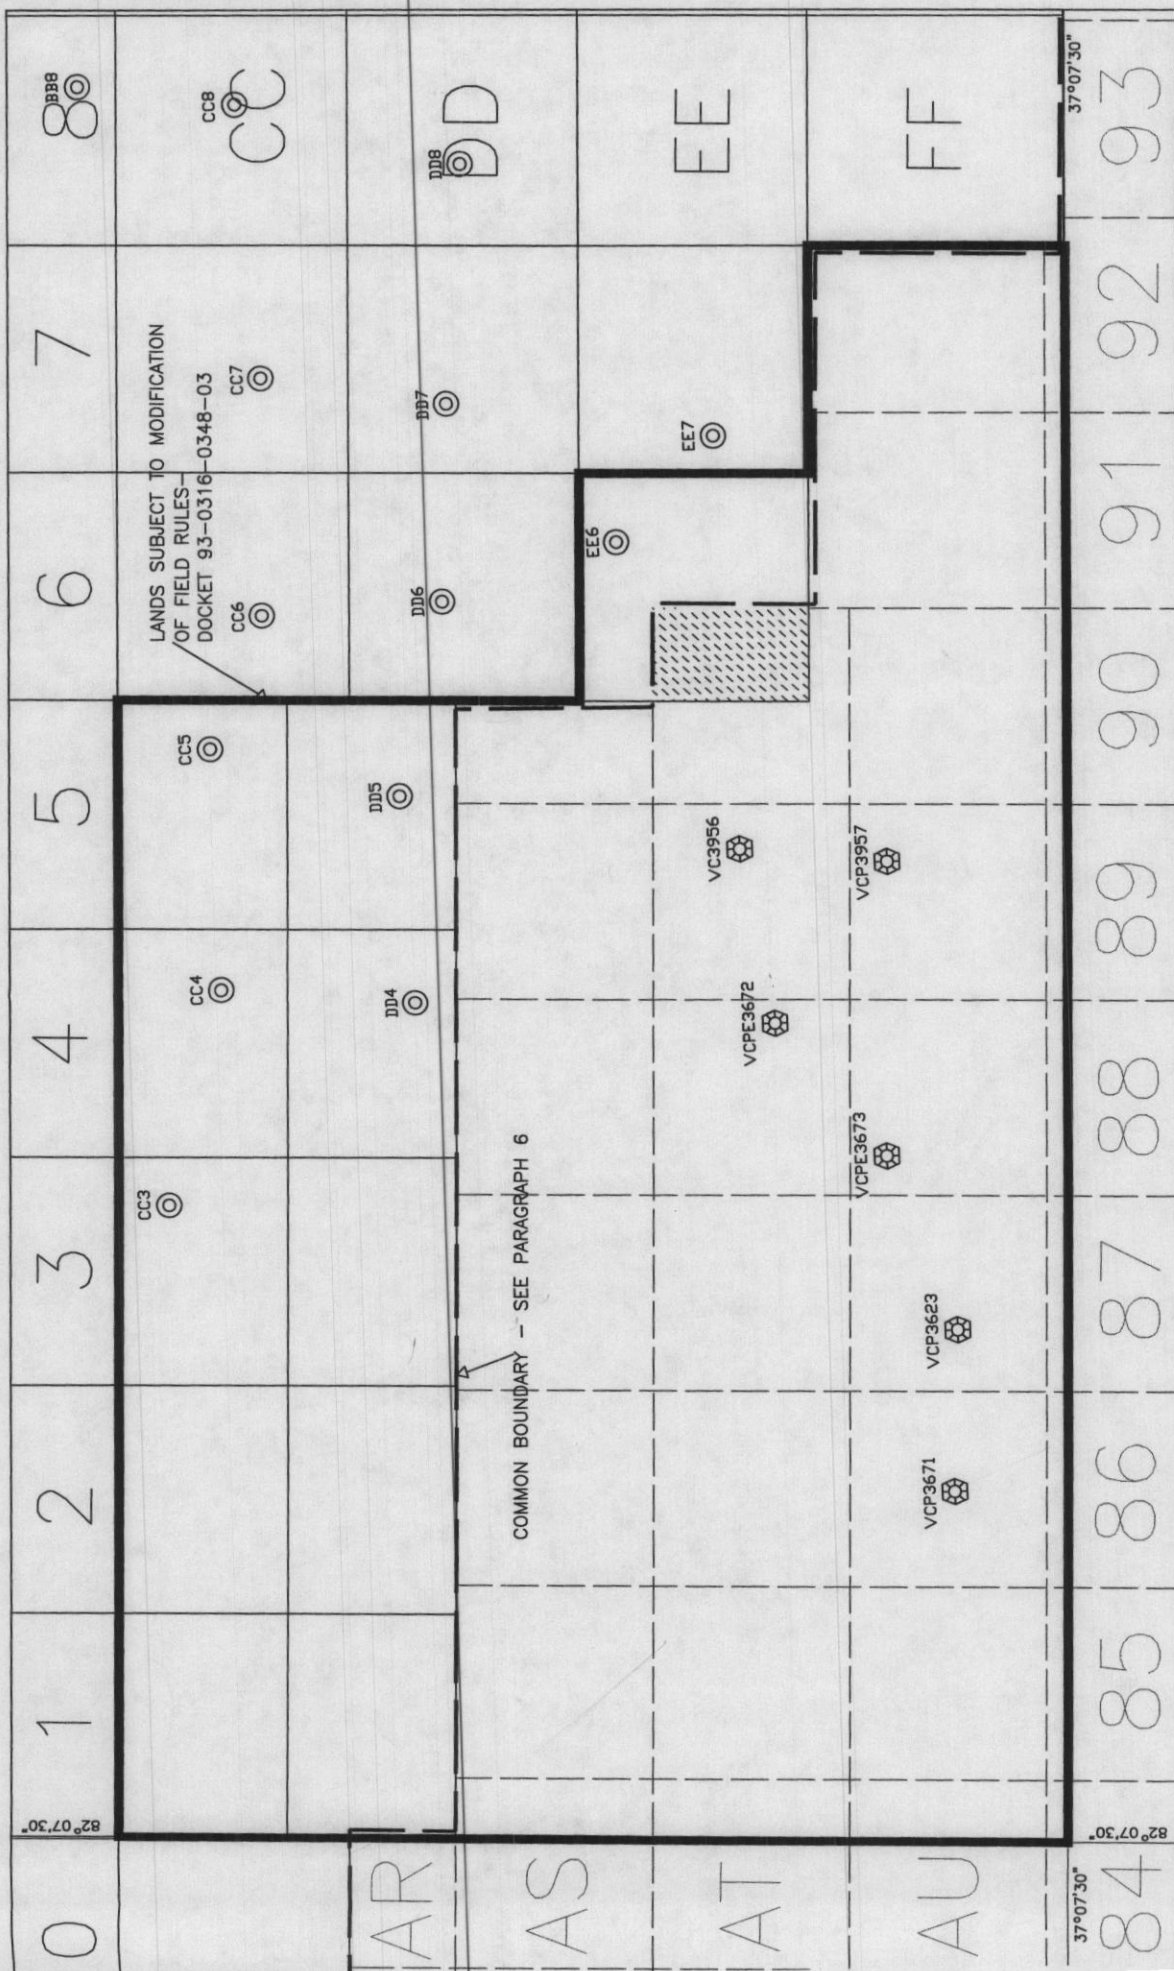 0
1
2
3
4
5
6
7
8
82°07'30"
BB8
CC3
CC4
CC5
CC6
CC7
CC8
CC
LANDS SUBJECT TO MODIFICATION
OF FIELD RULES-
DOCKET 93-0316-0348-03
DD4
DD5
DD6
DD7
DD8
DD
AR
AS
COMMON BOUNDARY - SEE PARAGRAPH 6
EE6
EE7
EE
AT
VC3956
VCPE3672
FF
AU
VCP3957
VCPE3673
VCP3623
VCP3671
37°07'30"
82°07'30"
37°07'30"
84
85
86
87
88
89
90
91
92
93